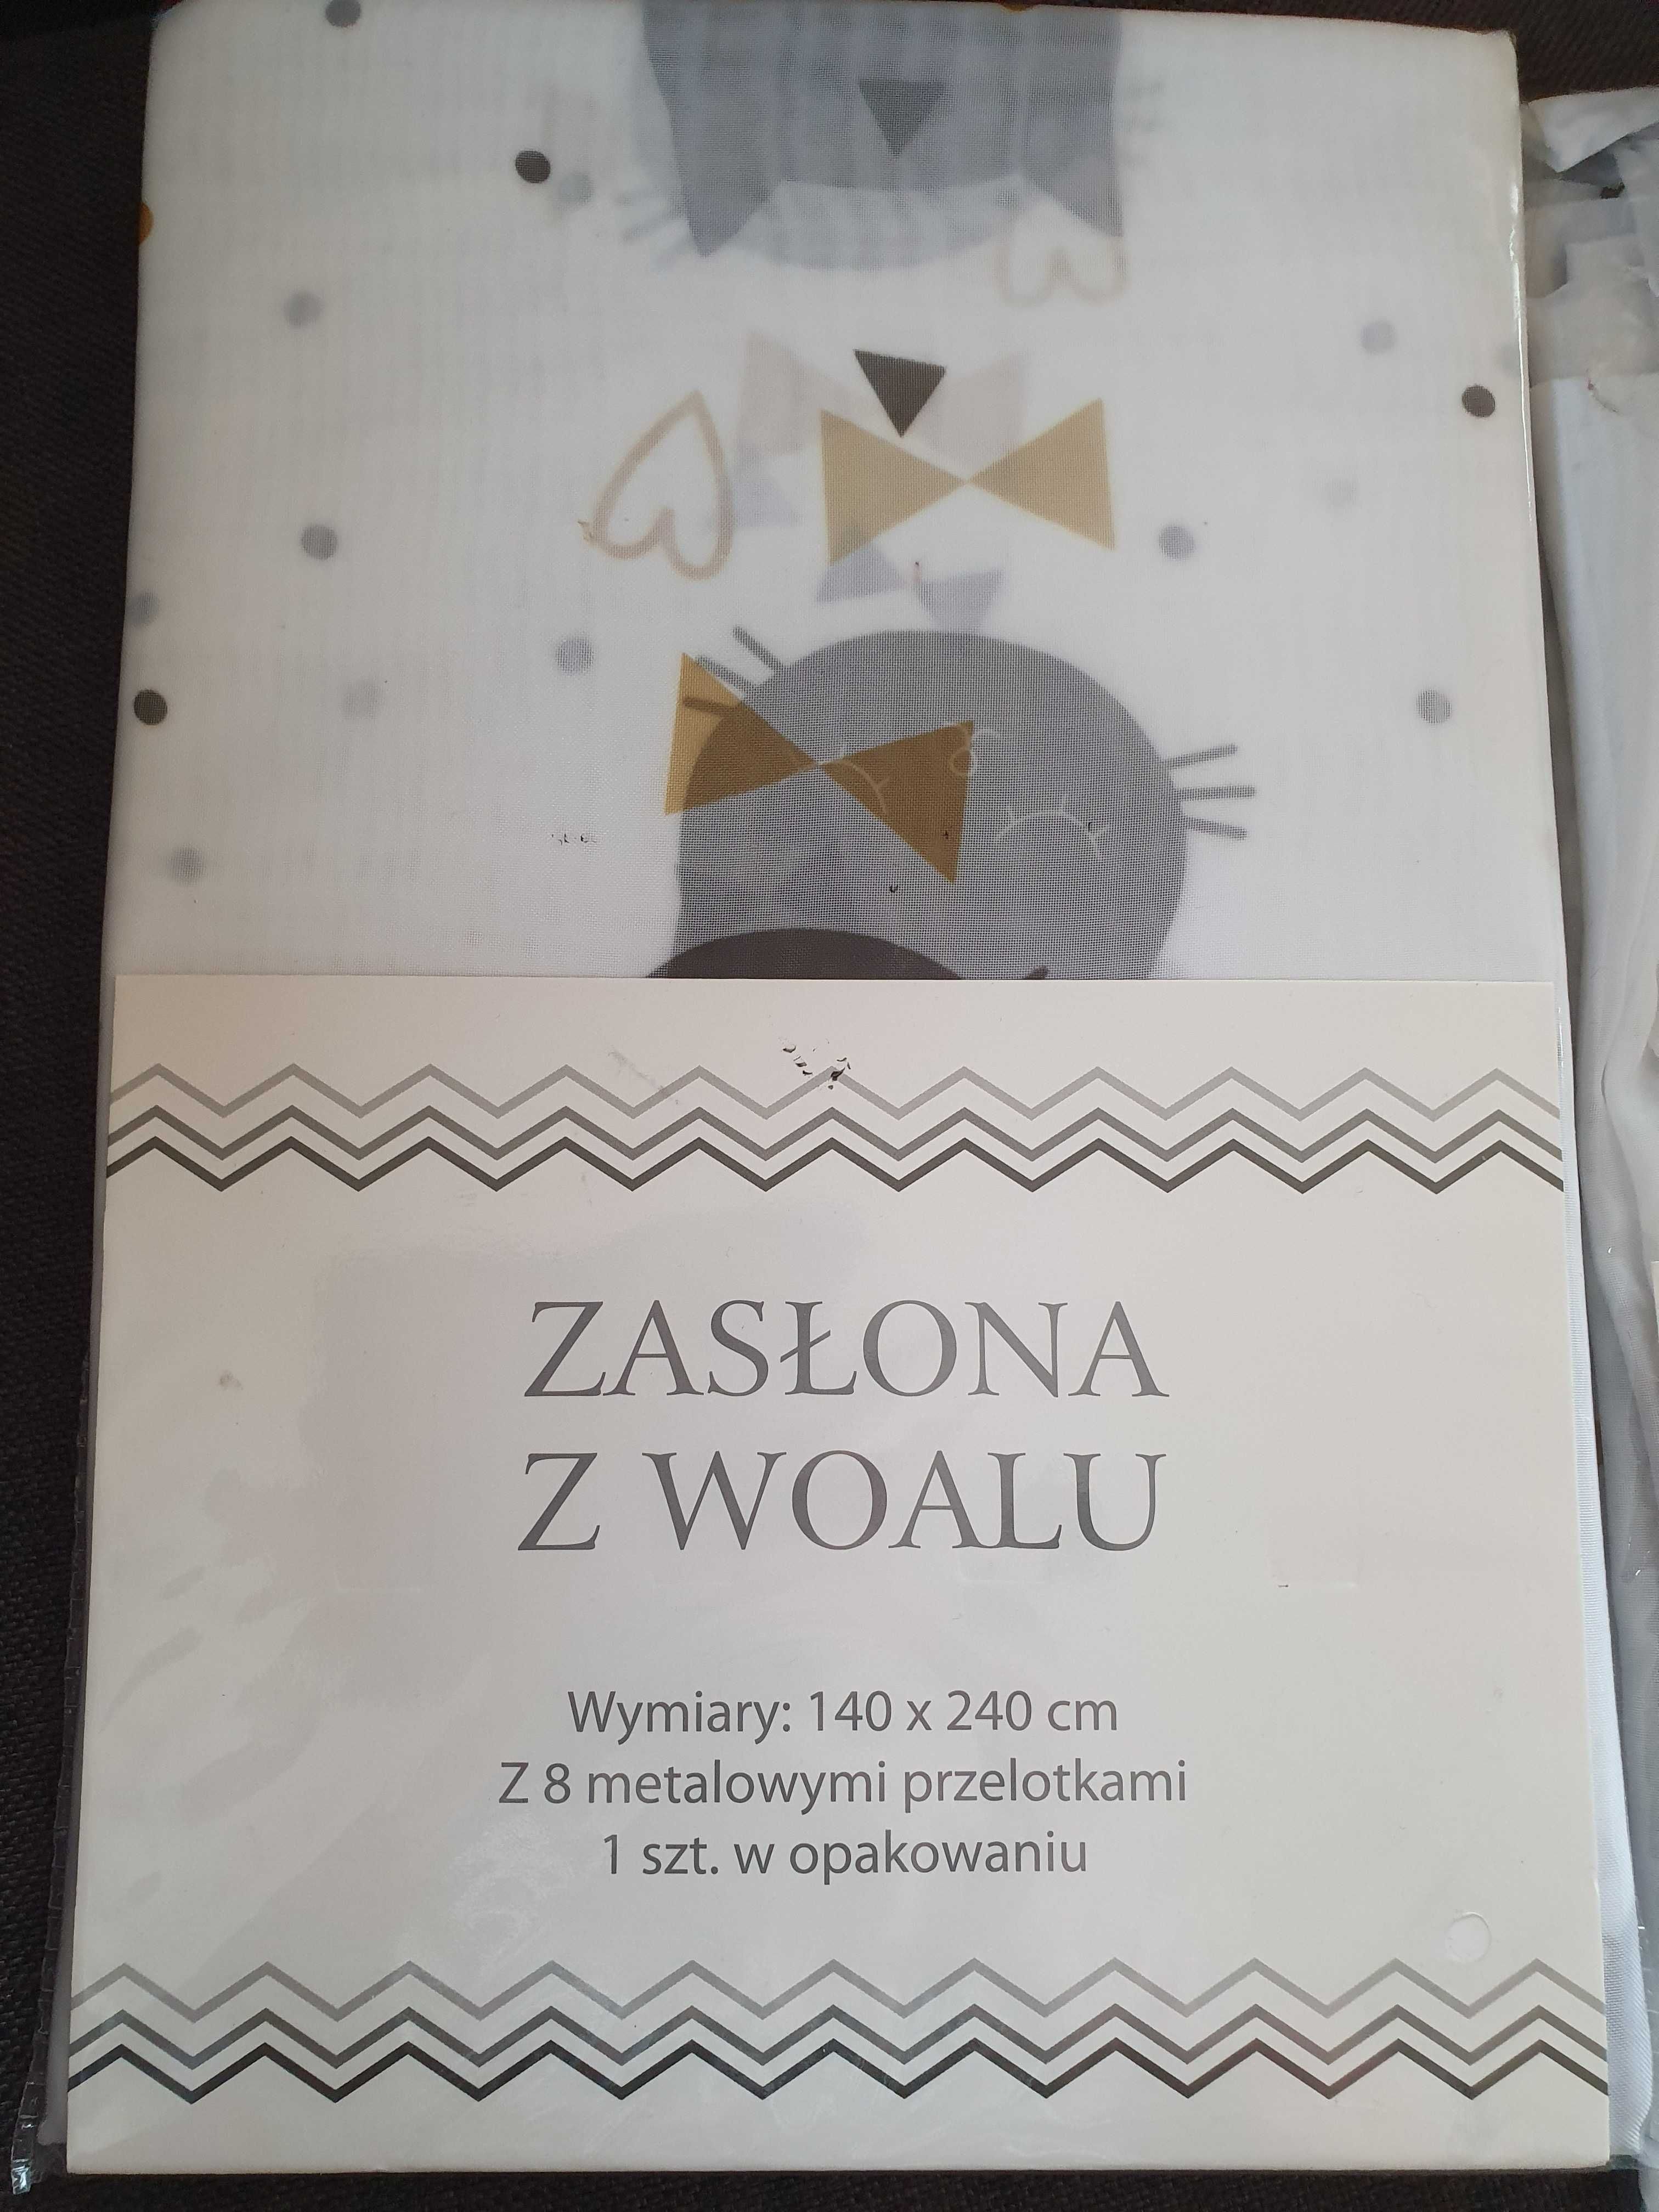 ZASŁONA
Z WOALU
Wymiary: 140 x 240 cm
Z 8 metalowymi przelotkami
1 szt. w opakowaniu